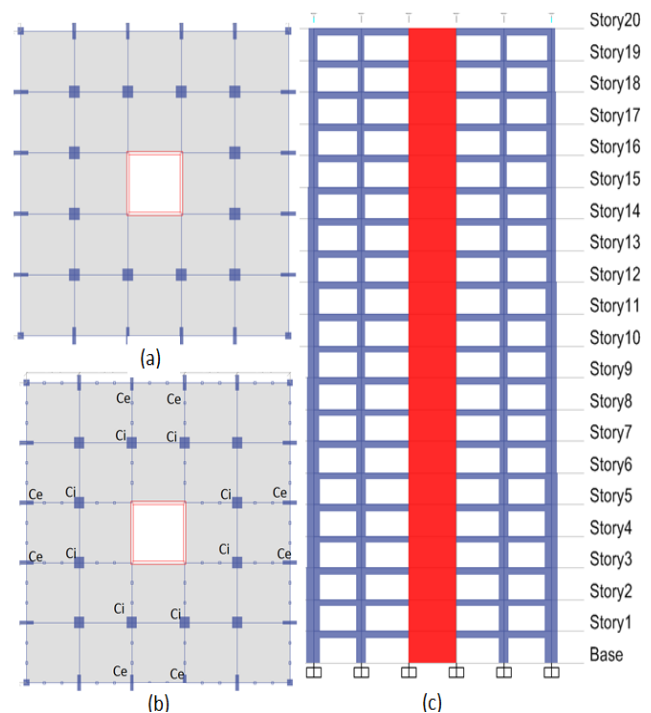 (a)
Ce Ce
Ci Ci
Ce Ci Ci Ce
Ce Ci Ci Ce
Ci Ci
Ce Ce
(b)
Story20
Story19
Story18
Story17
Story16
Story15
Story14
Story13
Story12
Story11
Story10
Story9
Story8
Story7
Story6
Story5
Story4
Story3
Story2
Story1
Base
(c)